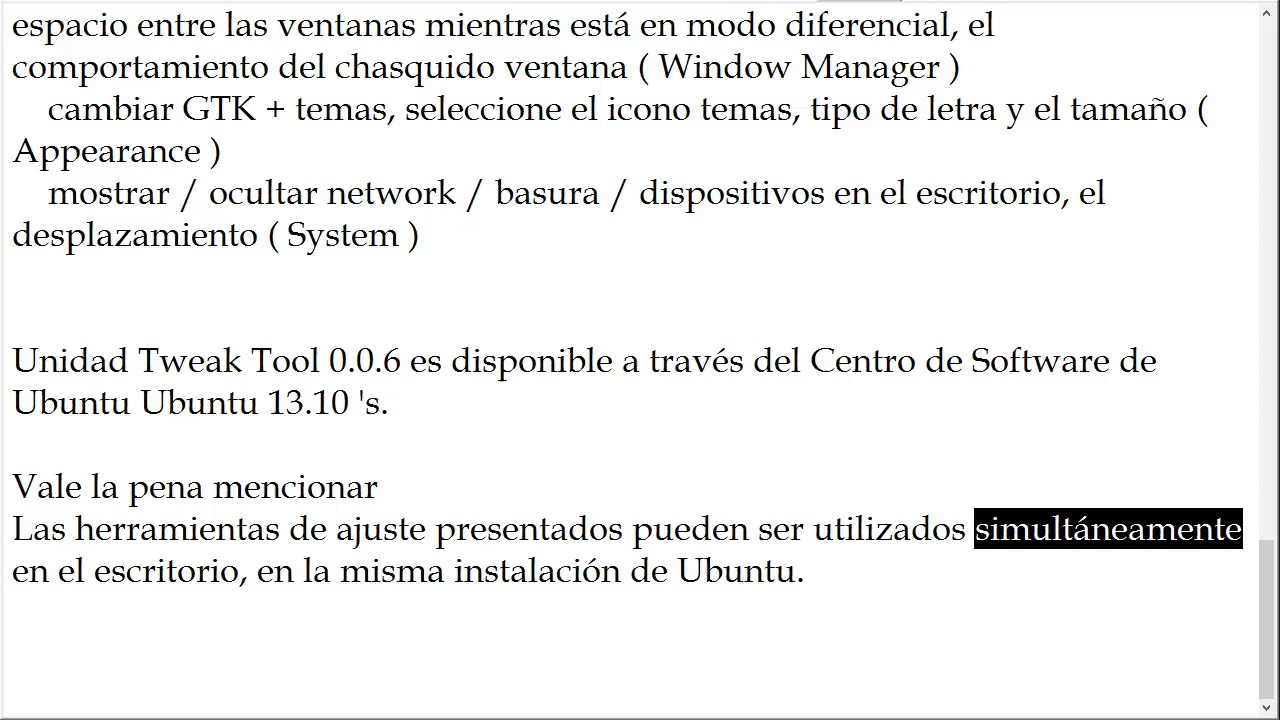 espacio entre las ventanas mientras está en modo diferencial, el
comportamiento del chasquido ventana ( Window Manager )
cambiar GTK + temas, seleccione el icono temas, tipo de letra y el tamaño (
Appearance )
mostrar / ocultar network / basura / dispositivos en el escritorio, el
desplazamiento ( System )
Unidad Tweak Tool 0.0.6 es disponible a través del Centro de Software de
Ubuntu Ubuntu 13.10 's.
Vale la pena mencionar
Las herramientas de ajuste presentados pueden ser utilizados simultáneamente
en el escritorio, en la misma instalación de Ubuntu.